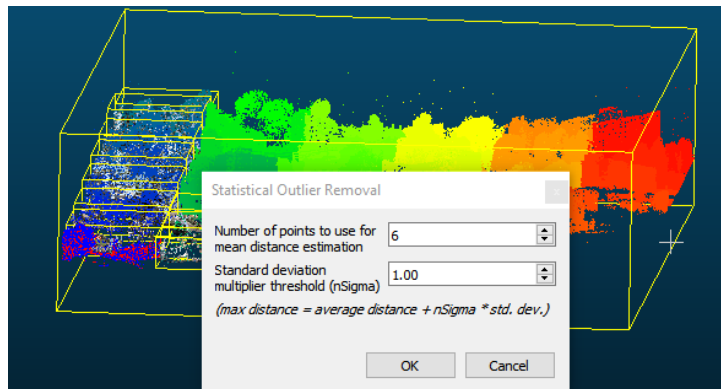 Statistical Outlier Removal
Number of points to use for
mean distance estimation
6
Standard deviation
multiplier threshold (nSigma)
1.00
(max distance = average distance + nSigma * std. dev.)
OK
Cancel